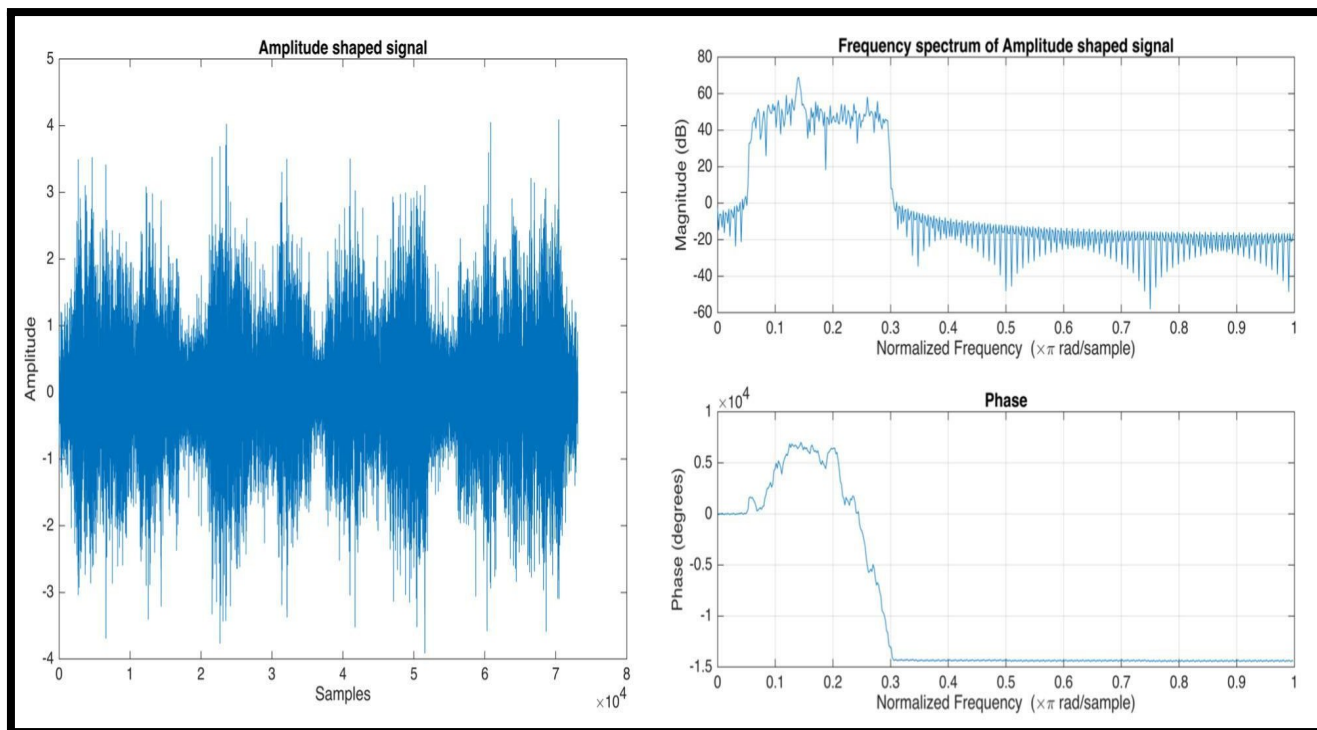 Amplitude shaped signal
5
4
3
2
1
0
-1
-2
-3
-4
Amplitude
0 1 2 3 4 5 6 7 8
Samples
×10⁴
Frequency spectrum of Amplitude shaped signal
80
60
40
20
0
-20
-40
-60
Magnitude (dB)
0 0.1 0.2 0.3 0.4 0.5 0.6 0.7 0.8 0.9 1
Normalized Frequency (×π rad/sample)
Phase
×10⁴
1
0.5
0
-0.5
-1
-1.5
Phase (degrees)
0 0.1 0.2 0.3 0.4 0.5 0.6 0.7 0.8 0.9 1
Normalized Frequency (×π rad/sample)